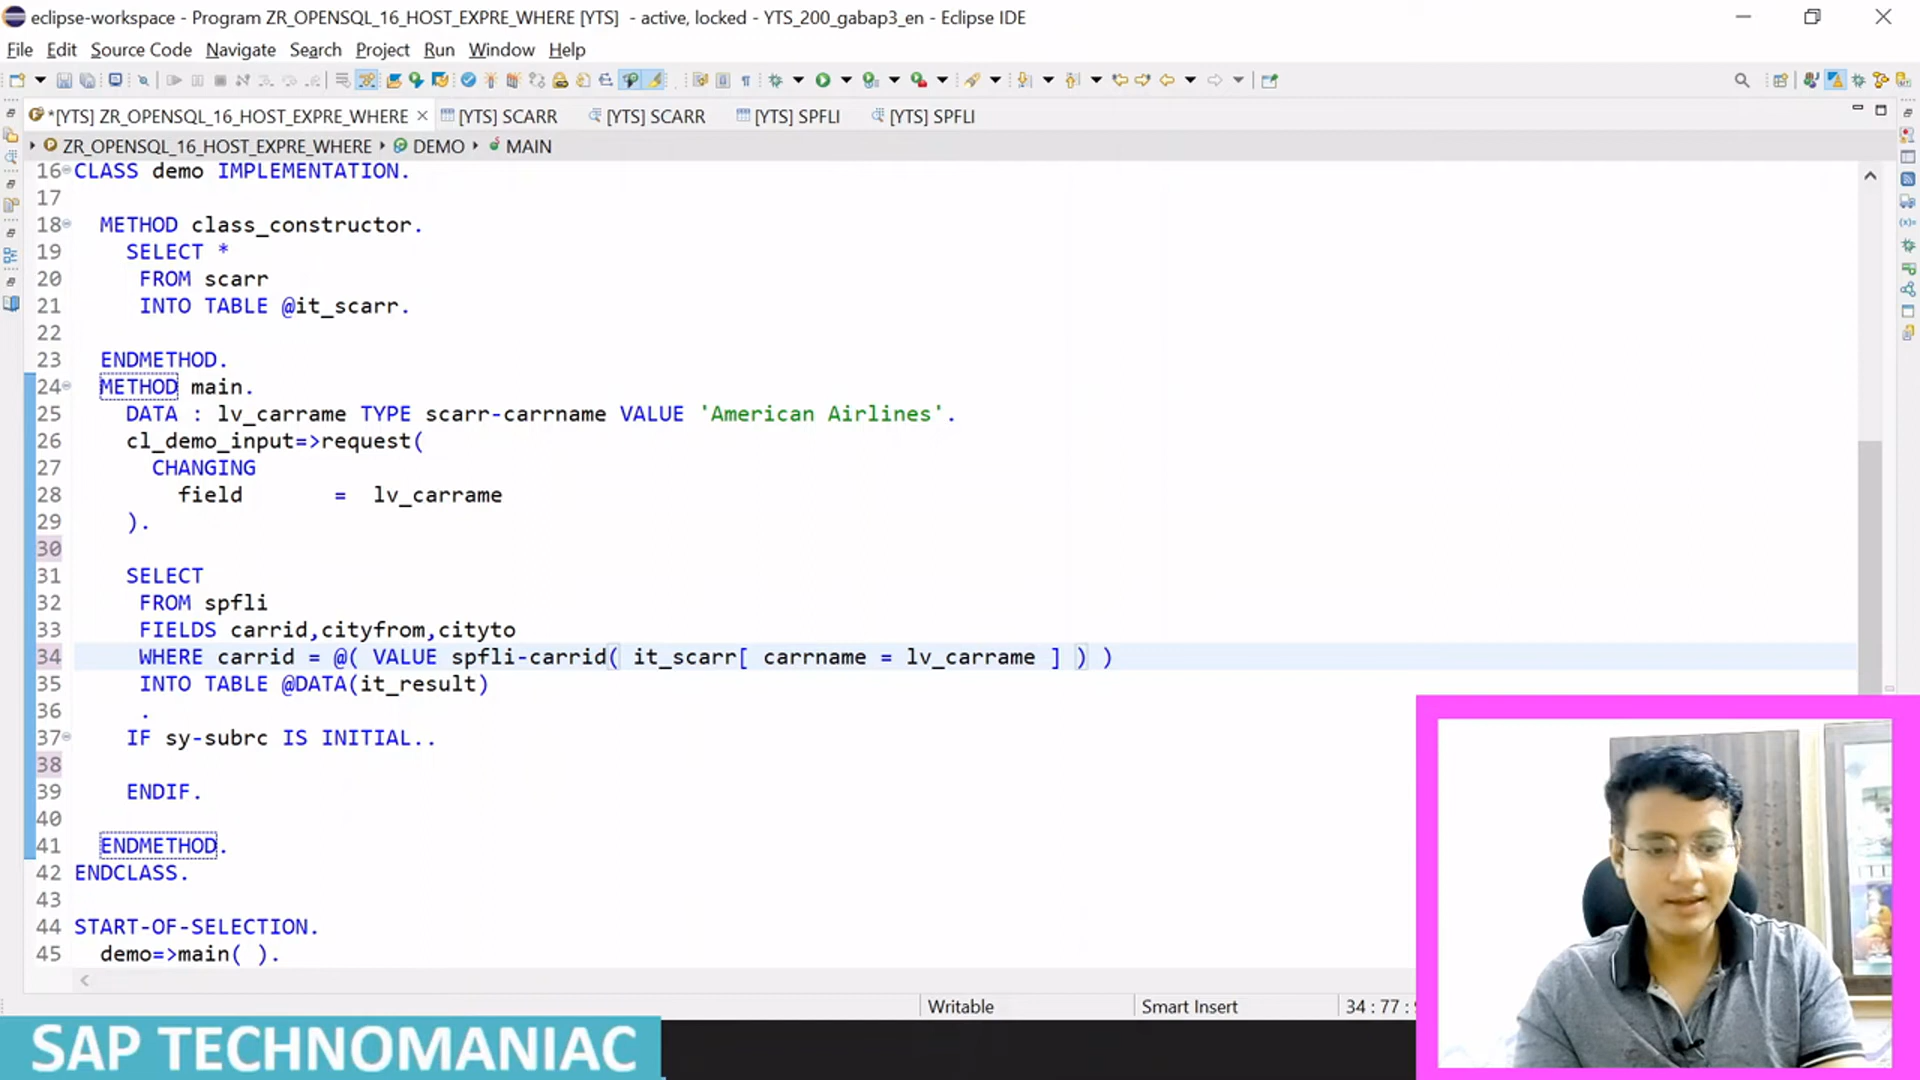 eclipse-workspace - Program ZR_OPENSQL_16_HOST_EXPRE_WHERE [YTS]  - active, locked - YTS_200_gabap3_en - Eclipse IDE
File Edit Source Code Navigate Search Project Run Window Help
*[YTS] ZR_OPENSQL_16_HOST_EXPRE_WHERE [YTS] SCARR [YTS] SCARR [YTS] SPFLI [YTS] SPFLI
ZR_OPENSQL_16_HOST_EXPRE_WHERE DEMO MAIN
16 CLASS demo IMPLEMENTATION.
17
18 METHOD class_constructor.
19 SELECT *
20 FROM scarr
21 INTO TABLE @it_scarr.
22
23 ENDMETHOD.
24 METHOD main.
25 DATA : lv_carrame TYPE scarr-carrname VALUE 'American Airlines'.
26 cl_demo_input=>request(
27 CHANGING
28 field = lv_carrame
29 ).
30
31 SELECT
32 FROM spfli
33 FIELDS carrid,cityfrom,cityto
34 WHERE carrid = @( VALUE spfli-carrid( it_scarr[ carrname = lv_carrame ] ) )
35 INTO TABLE @DATA(it_result)
36 .
37 IF sy-subrc IS INITIAL..
38
39 ENDIF.
40
41 ENDMETHOD.
42 ENDCLASS.
43
44 START-OF-SELECTION.
45 demo=>main( ).
Writable Smart Insert 34 : 77 :
SAP TECHNOMANIAC